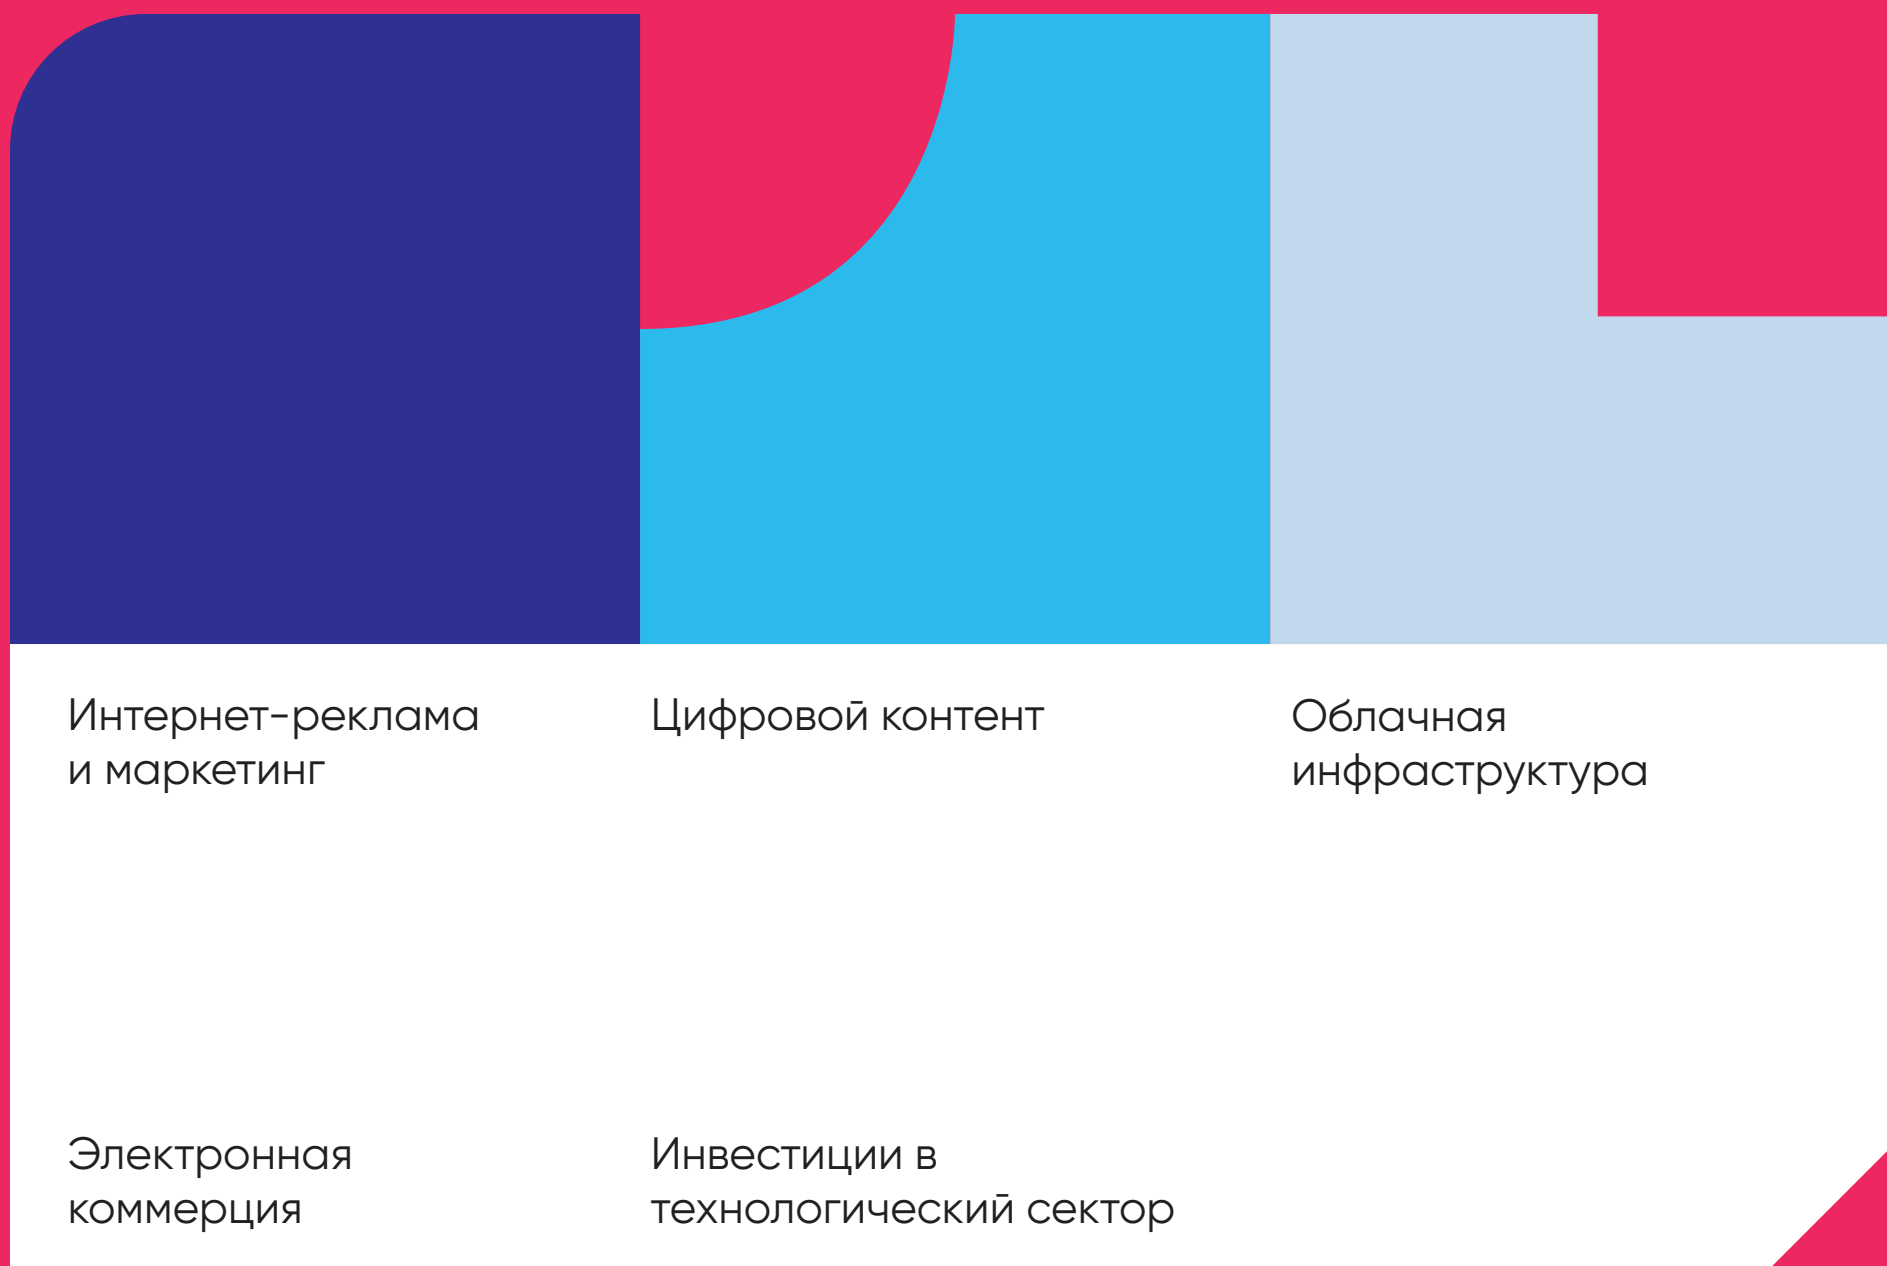 Интернет-реклама
и маркетинг
Цифровой контент
Облачная
инфраструктура
Электронная
коммерция
Инвестиции в
технологический сектор